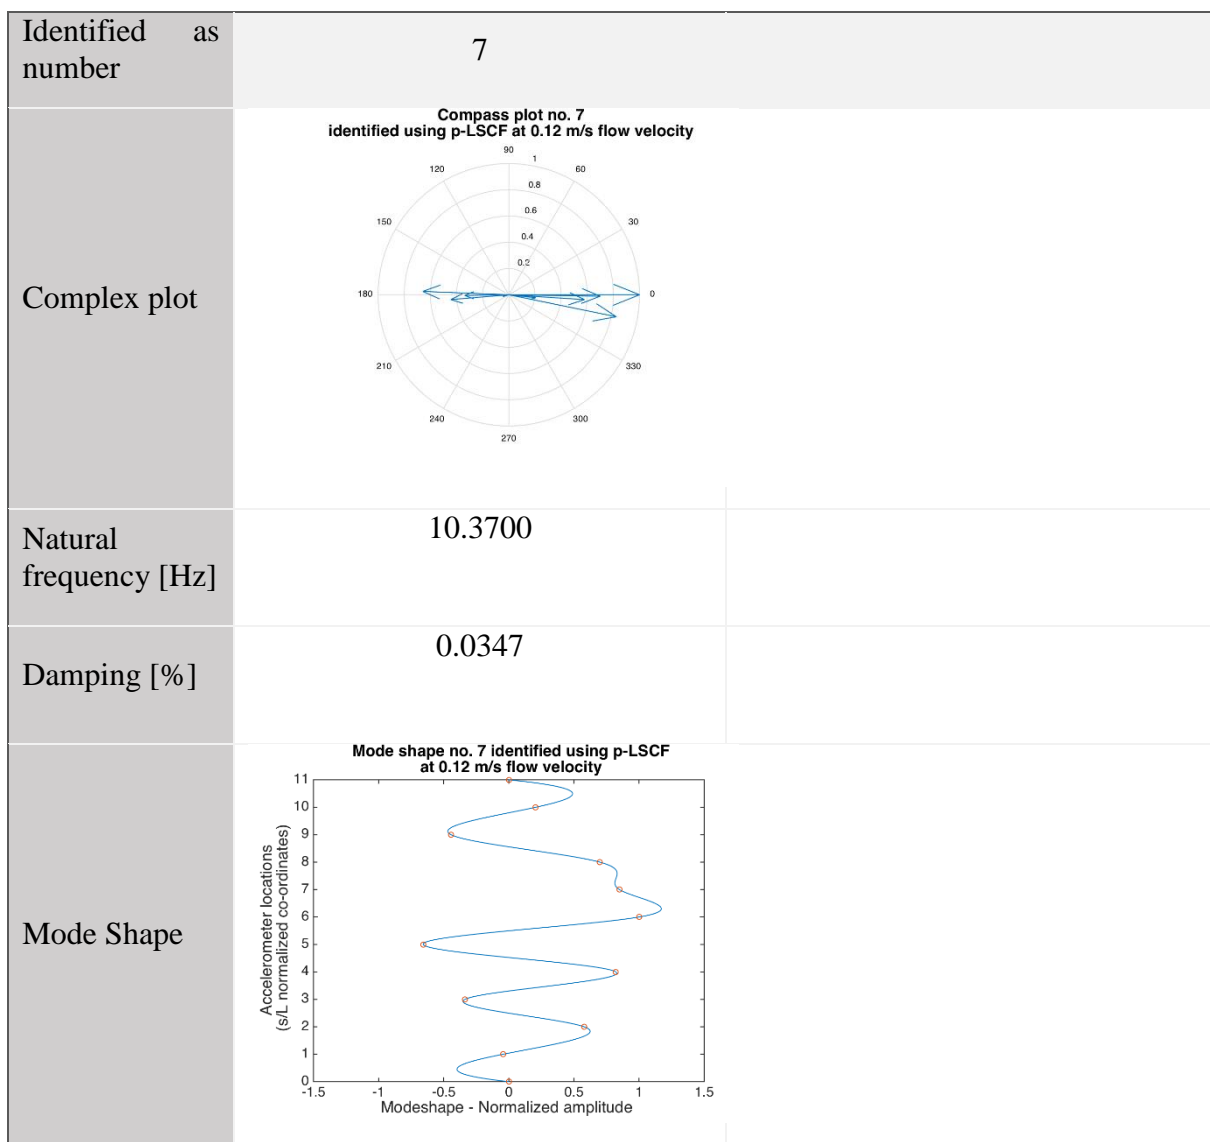 Identified as
number
7
Complex plot
Compass plot no. 7
identified using p-LSCF at 0.12 m/s flow velocity
90
120
1
60
0.8
0.6
150
30
0.4
0.2
180
0
210
330
240
300
270
Natural
frequency [Hz]
10.3700
Damping [%]
0.0347
Mode Shape
Mode shape no. 7 identified using p-LSCF
at 0.12 m/s flow velocity
Accelerometer locations
(s/L normalized co-ordinates)
11
10
9
8
7
6
5
4
3
2
1
0
-1.5 -1 -0.5 0 0.5 1 1.5
Modeshape - Normalized amplitude